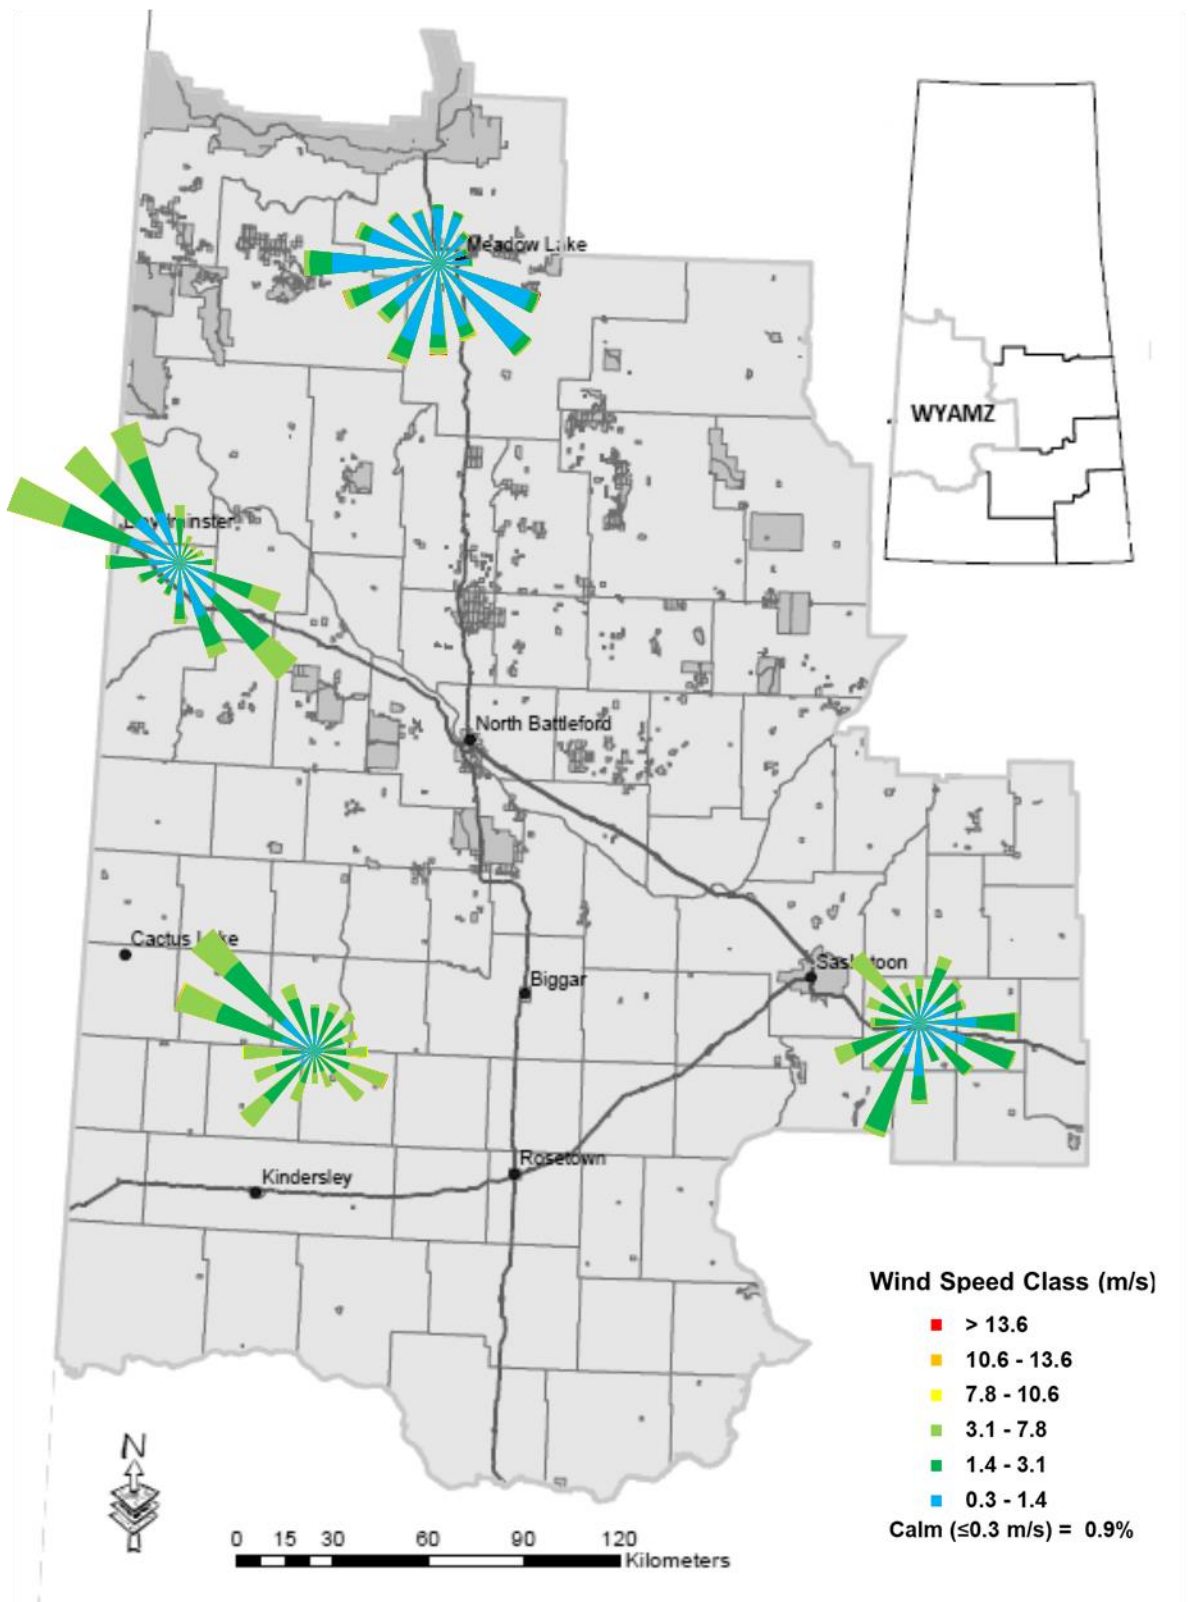 Meadow Lake
WYAMZ
North Battleford
Cactus
Biggar
Rosetown
Kindersley
Wind Speed Class (m/s)
> 13.6
10.6 - 13.6
7.8 - 10.6
3.1 - 7.8
1.4 - 3.1
0.3 - 1.4
Calm (≤0.3 m/s) = 0.9%
N
0 15 30 60 90 120
Kilometers